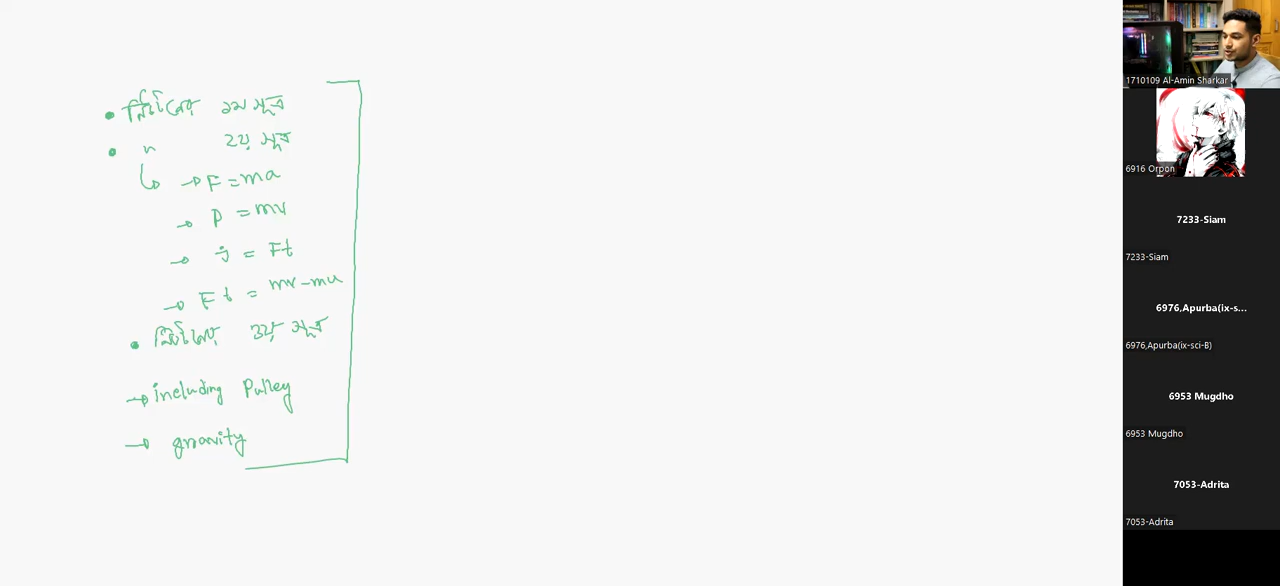 • নিউটনের ১ম সূত্র
• " ২য় সূত্র
↳ → F = ma
→ P = mv
→ j = Ft
→ Ft = mv - mu
• নিউটনের ৩য় সূত্র
→ including Pulley
→ gravity
1710109 Al-Amin Sharkar
6916 Orpon
7233-Siam
7233-Siam
6976,Apurba(ix-s...
6976,Apurba(ix-sci-B)
6953 Mugdho
6953 Mugdho
7053-Adrita
7053-Adrita